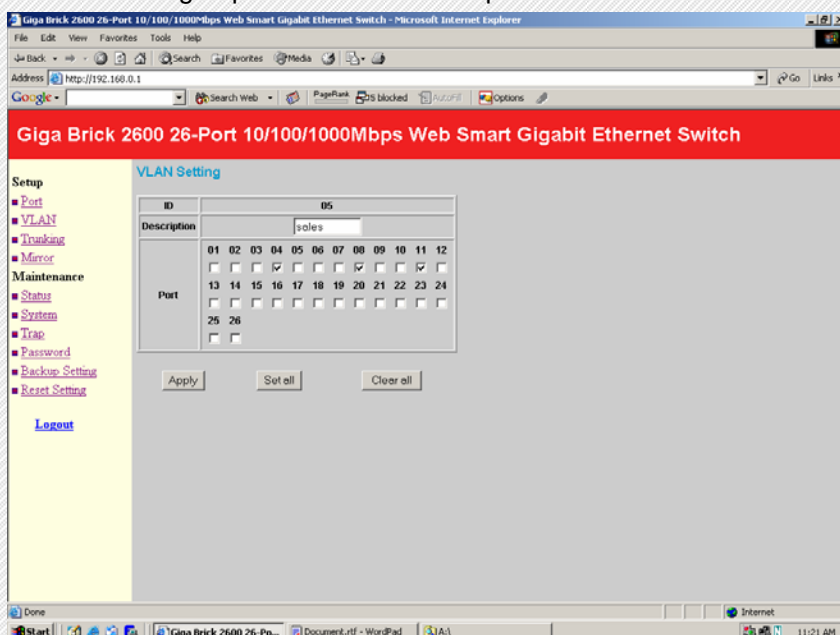 Giga Brick 2600 26-Port 10/100/1000Mbps Web Smart Gigabit Ethernet Switch - Microsoft Internet Explorer
File Edit View Favorites Tools Help
Back Search Favorites Media
Address http://192.168.0.1 Go Links
Google - Search Web PageRank blocked AutoFill Options
Giga Brick 2600 26-Port 10/100/1000Mbps Web Smart Gigabit Ethernet Switch
VLAN Setting
Setup
Port
VLAN
Trunking
Mirror
Maintenance
Status
System
Trap
Password
Backup Setting
Reset Setting
Logout
ID 05
Description sales
Port
01 02 03 04 05 06 07 08 09 10 11 12
13 14 15 16 17 18 19 20 21 22 23 24
25 26
Apply Set all Clear all
Done Internet
Start Giga Brick 2600 26-Po... Document.rtf - WordPad A:\ 11:21 AM